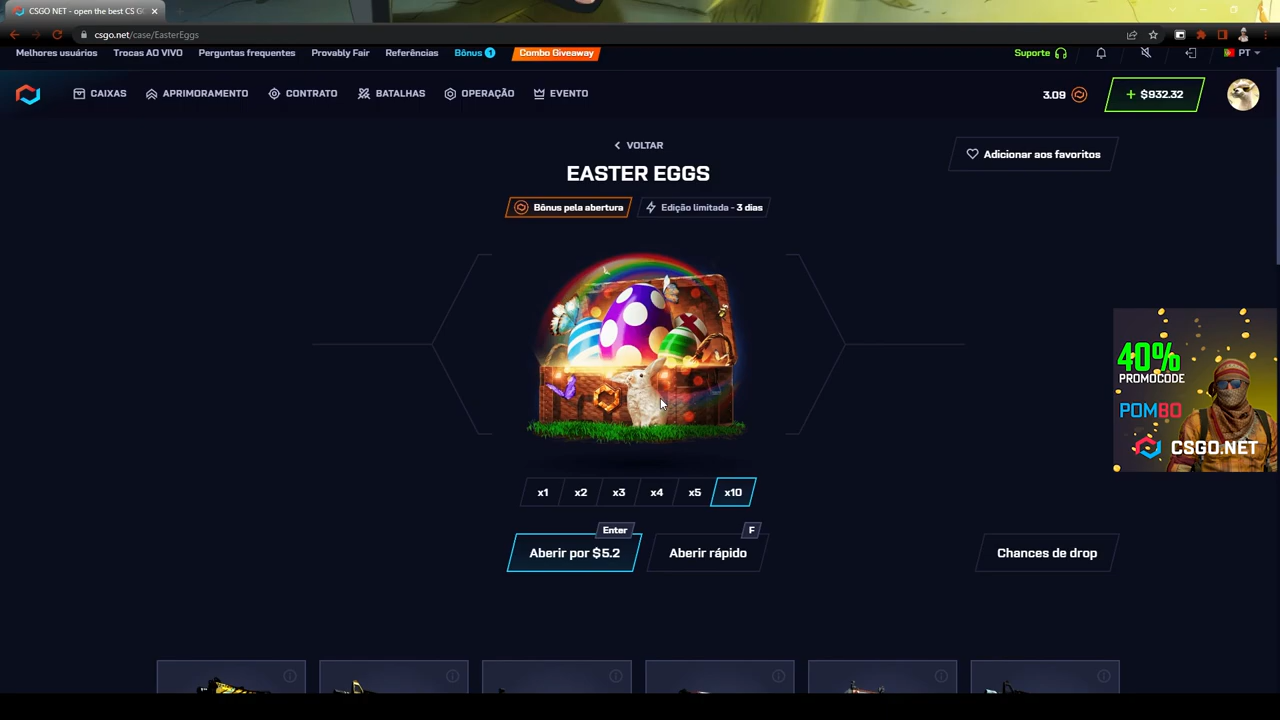 CSGO NET - open the best CS G
csgo.net/case/EasterEggs
Melhores usuários Trocas AO VIVO Perguntas frequentes Provably Fair Referências Bônus 1 Combo Giveaway Suporte PT
CAIXAS APRIMORAMENTO CONTRATO BATALHAS OPERAÇÃO EVENTO 3.09 + $932.32
VOLTAR
Adicionar aos favoritos
EASTER EGGS
Bônus pela abertura Edição limitada - 3 dias
40%
PROMOCODE
POMBO
CSGO.NET
x1 x2 x3 x4 x5 x10
Enter F
Aberir por $5.2 Aberir rápido Chances de drop